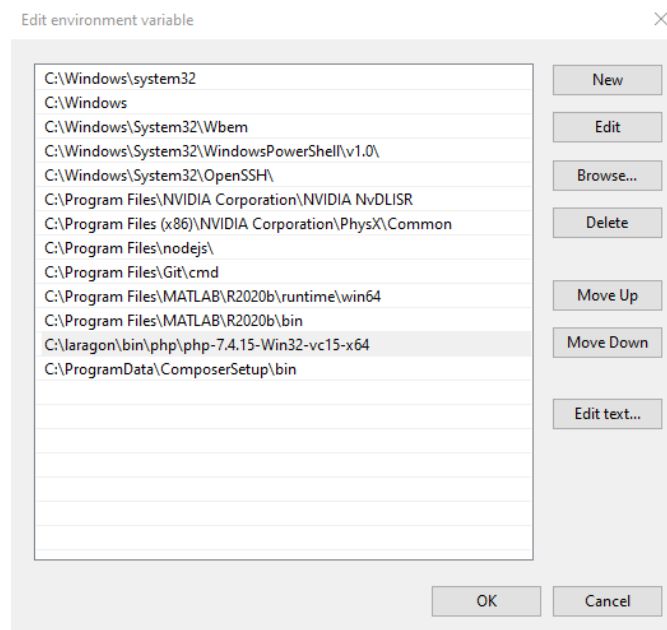 Edit environment variable
C:\Windows\system32
C:\Windows
C:\Windows\System32\Wbem
C:\Windows\System32\WindowsPowerShell\v1.0\
C:\Windows\System32\OpenSSH\
C:\Program Files\NVIDIA Corporation\NVIDIA NvDLISR
C:\Program Files (x86)\NVIDIA Corporation\PhysX\Common
C:\Program Files\nodejs\
C:\Program Files\Git\cmd
C:\Program Files\MATLAB\R2020b\runtime\win64
C:\Program Files\MATLAB\R2020b\bin
C:\laragon\bin\php\php-7.4.15-Win32-vc15-x64
C:\ProgramData\ComposerSetup\bin
New
Edit
Browse...
Delete
Move Up
Move Down
Edit text...
OK
Cancel